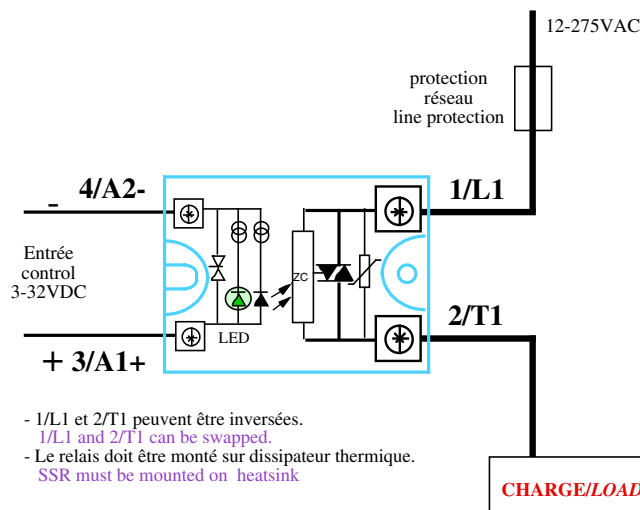 12-275VAC
protection
réseau
line protection
4/A2-
1/L1
-
Entrée
control
3-32VDC
ZC
LED
2/T1
+ 3/A1+
- 1/L1 et 2/T1 peuvent être inversées.
1/L1 and 2/T1 can be swapped.
- Le relais doit être monté sur dissipateur thermique.
SSR must be mounted on heatsink
CHARGE/LOAD